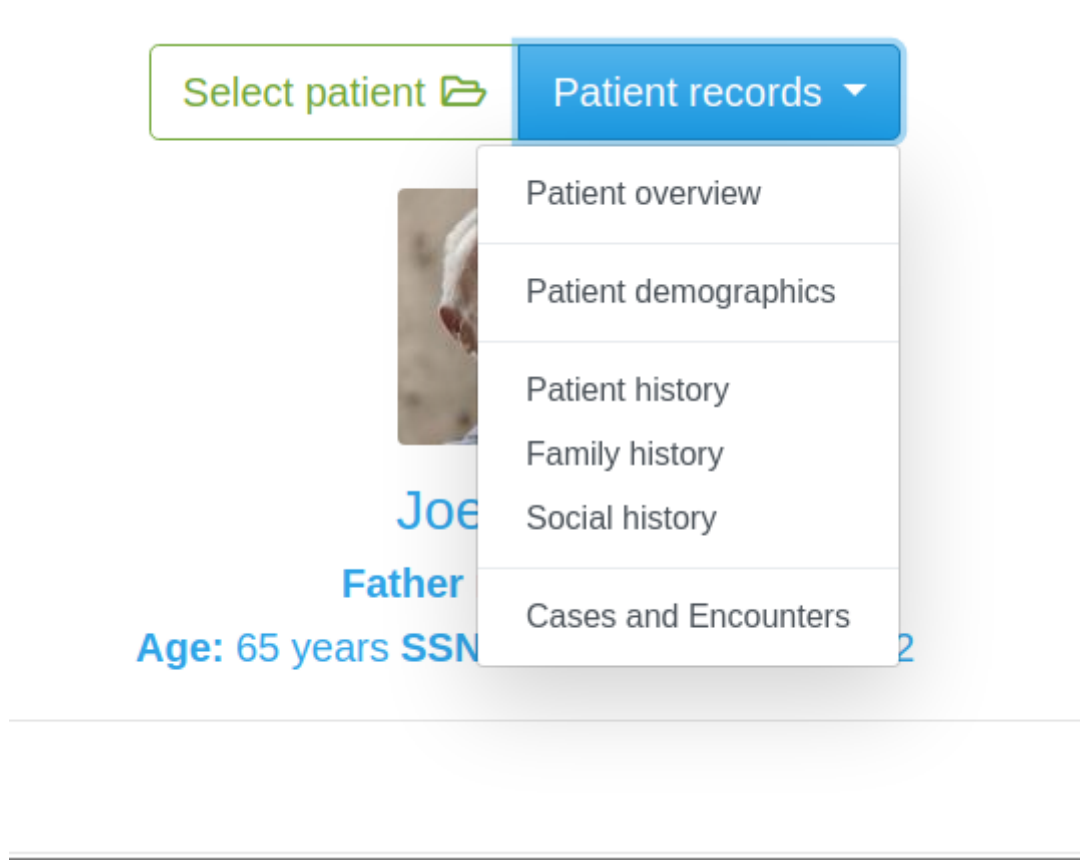 Select patient Patient records
Patient overview
Patient demographics
Patient history
Family history
Social history
Cases and Encounters
Joe
Father
Age: 65 years SSN 2